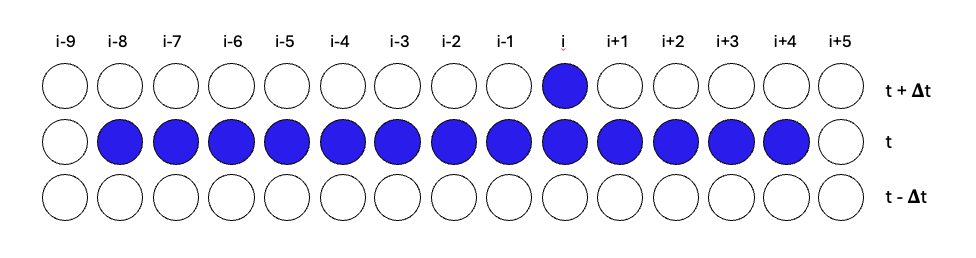 i-9 i-8 i-7 i-6 i-5 i-4 i-3 i-2 i-1 i i+1 i+2 i+3 i+4 i+5
t + Δt
t
t - Δt